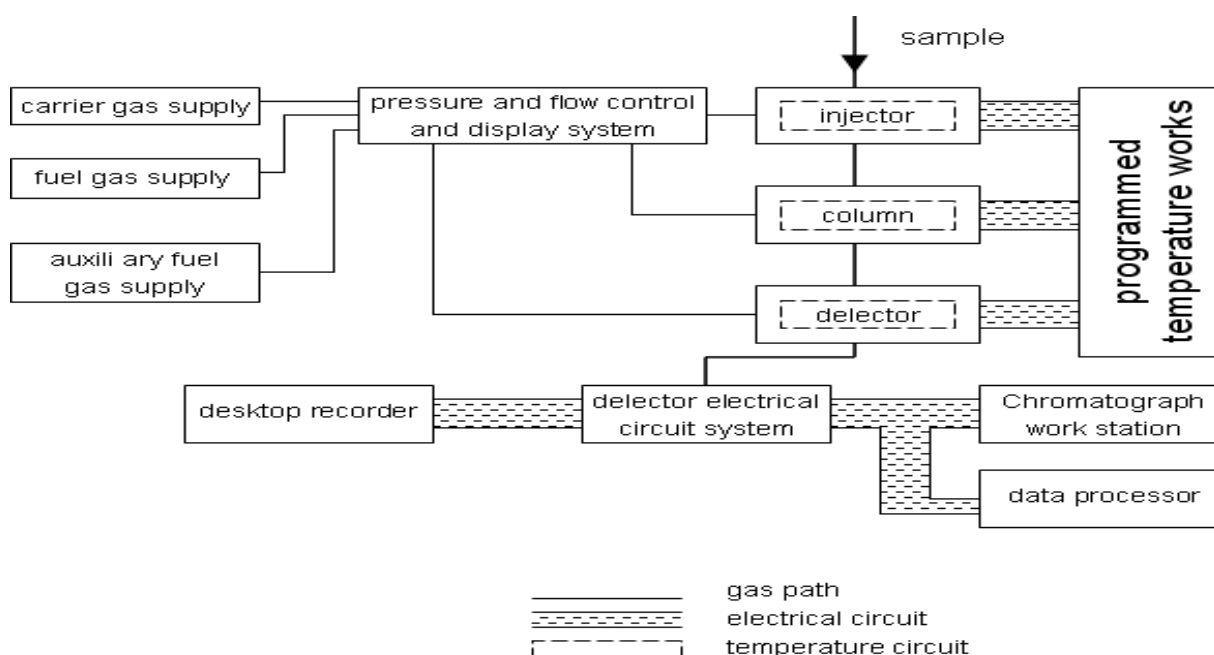 sample
carrier gas supply
pressure and flow control
and display system
injector
programmed
temperature works
fuel gas supply
column
auxili ary fuel
gas supply
delector
desktop recorder
delector electrical
circuit system
Chromatograph
work station
data processor
gas path
electrical circuit
temperature circuit